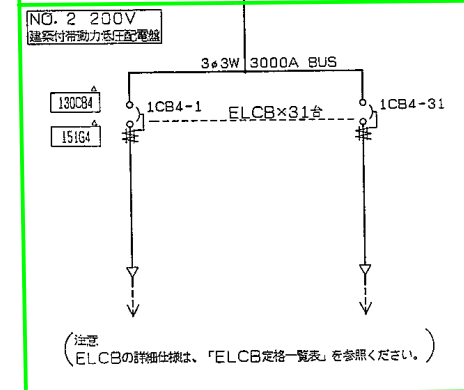 NO. 2 200V
建築付帯動力低圧配電盤
3φ3W 3000A BUS
130CB4
△
151G4
△
1CB4-1
ELCB×31台
1CB4-31
注意
ELCBの詳細仕様は、「ELCB定格一覧表」を参照ください。